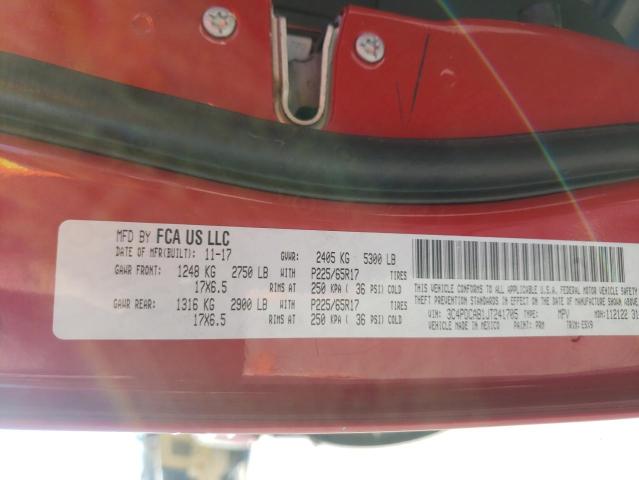 MFD BY FCA US LLC
DATE OF MFR(BUILT): 11-17 GVWR: 2405 KG 5300 LB
GAWR FRONT: 1248 KG 2750 LB WITH P225/65R17 TIRES
17X6.5 RIMS AT 250 KPA ( 36 PSI) COLD
GAWR REAR: 1316 KG 2900 LB WITH P225/65R17 TIRES
17X6.5 RIMS AT 250 KPA ( 36 PSI) COLD
THIS VEHICLE CONFORMS TO ALL APPLICABLE U.S.A. FEDERAL MOTOR VEHICLE SAFETY
THEFT PREVENTION STANDARDS IN EFFECT ON THE DATE OF MANUFACTURE
VIN: 3C4PDCAB1JT241705 TYPE: MPV MDH: 112122 31
VEHICLE MADE IN MEXICO PAINT: PRM TRIM: E5X9